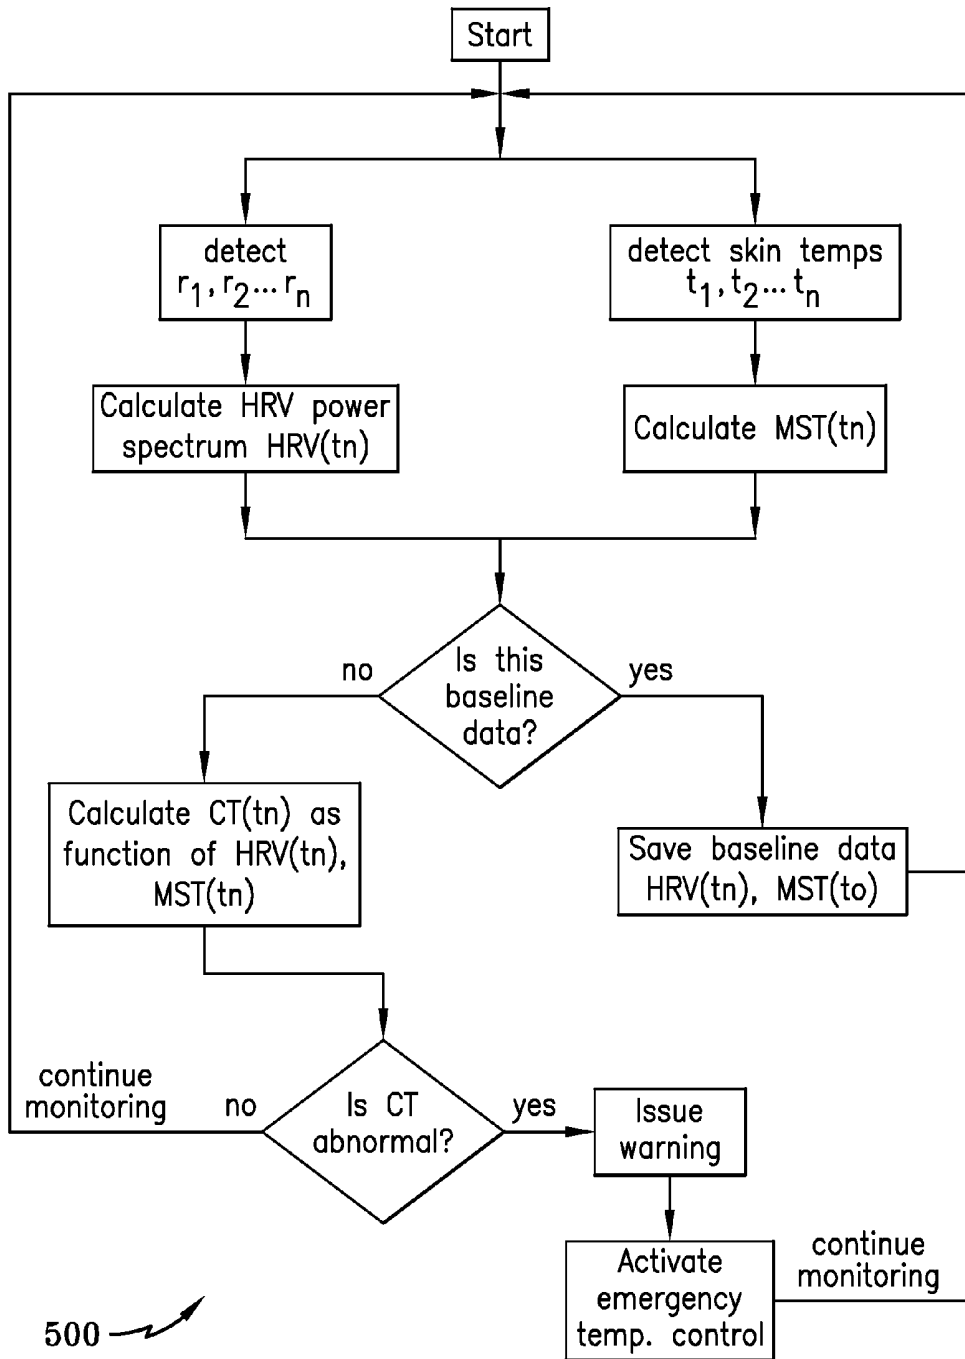 Start
detect
r1, r2... rn
detect skin temps
t1, t2... tn
Calculate HRV power
spectrum HRV(tn)
Calculate MST(tn)
Is this
baseline
data?
no
yes
Calculate CT(tn) as
function of HRV(tn),
MST(tn)
Save baseline data
HRV(tn), MST(to)
continue
monitoring
no
Is CT
abnormal?
yes
Issue
warning
Activate
emergency
temp. control
continue
monitoring
500